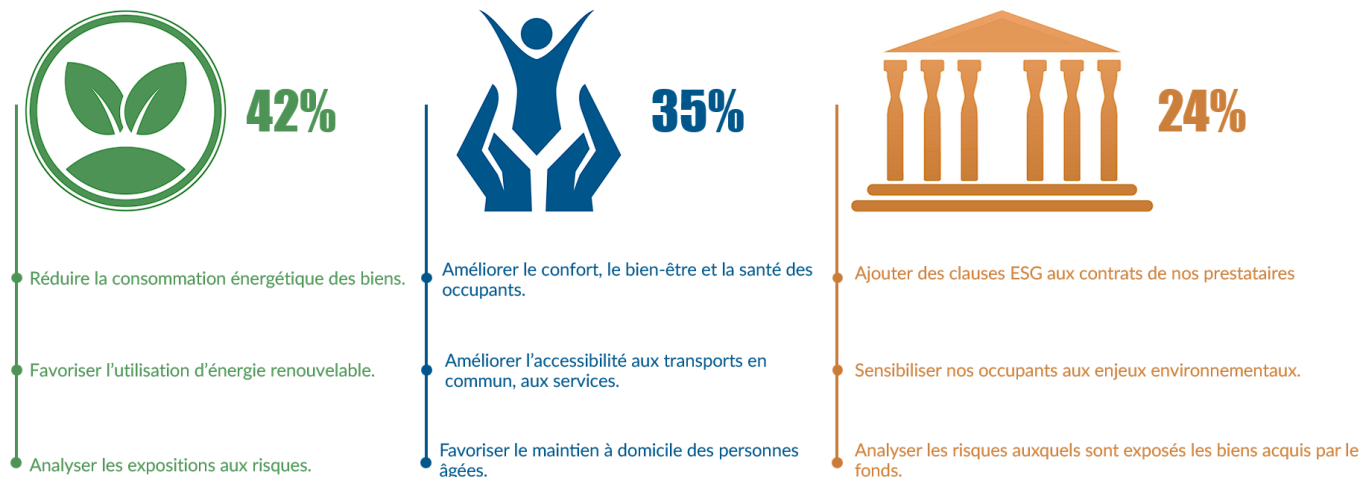 42%
Réduire la consommation énergétique des biens.
Favoriser l'utilisation d'énergie renouvelable.
Analyser les expositions aux risques.
35%
Améliorer le confort, le bien-être et la santé des
occupants.
Améliorer l'accessibilité aux transports en
commun, aux services.
Favoriser le maintien à domicile des personnes
âgées.
24%
Ajouter des clauses ESG aux contrats de nos prestataires
Sensibiliser nos occupants aux enjeux environnementaux.
Analyser les risques auxquels sont exposés les biens acquis par le
fonds.